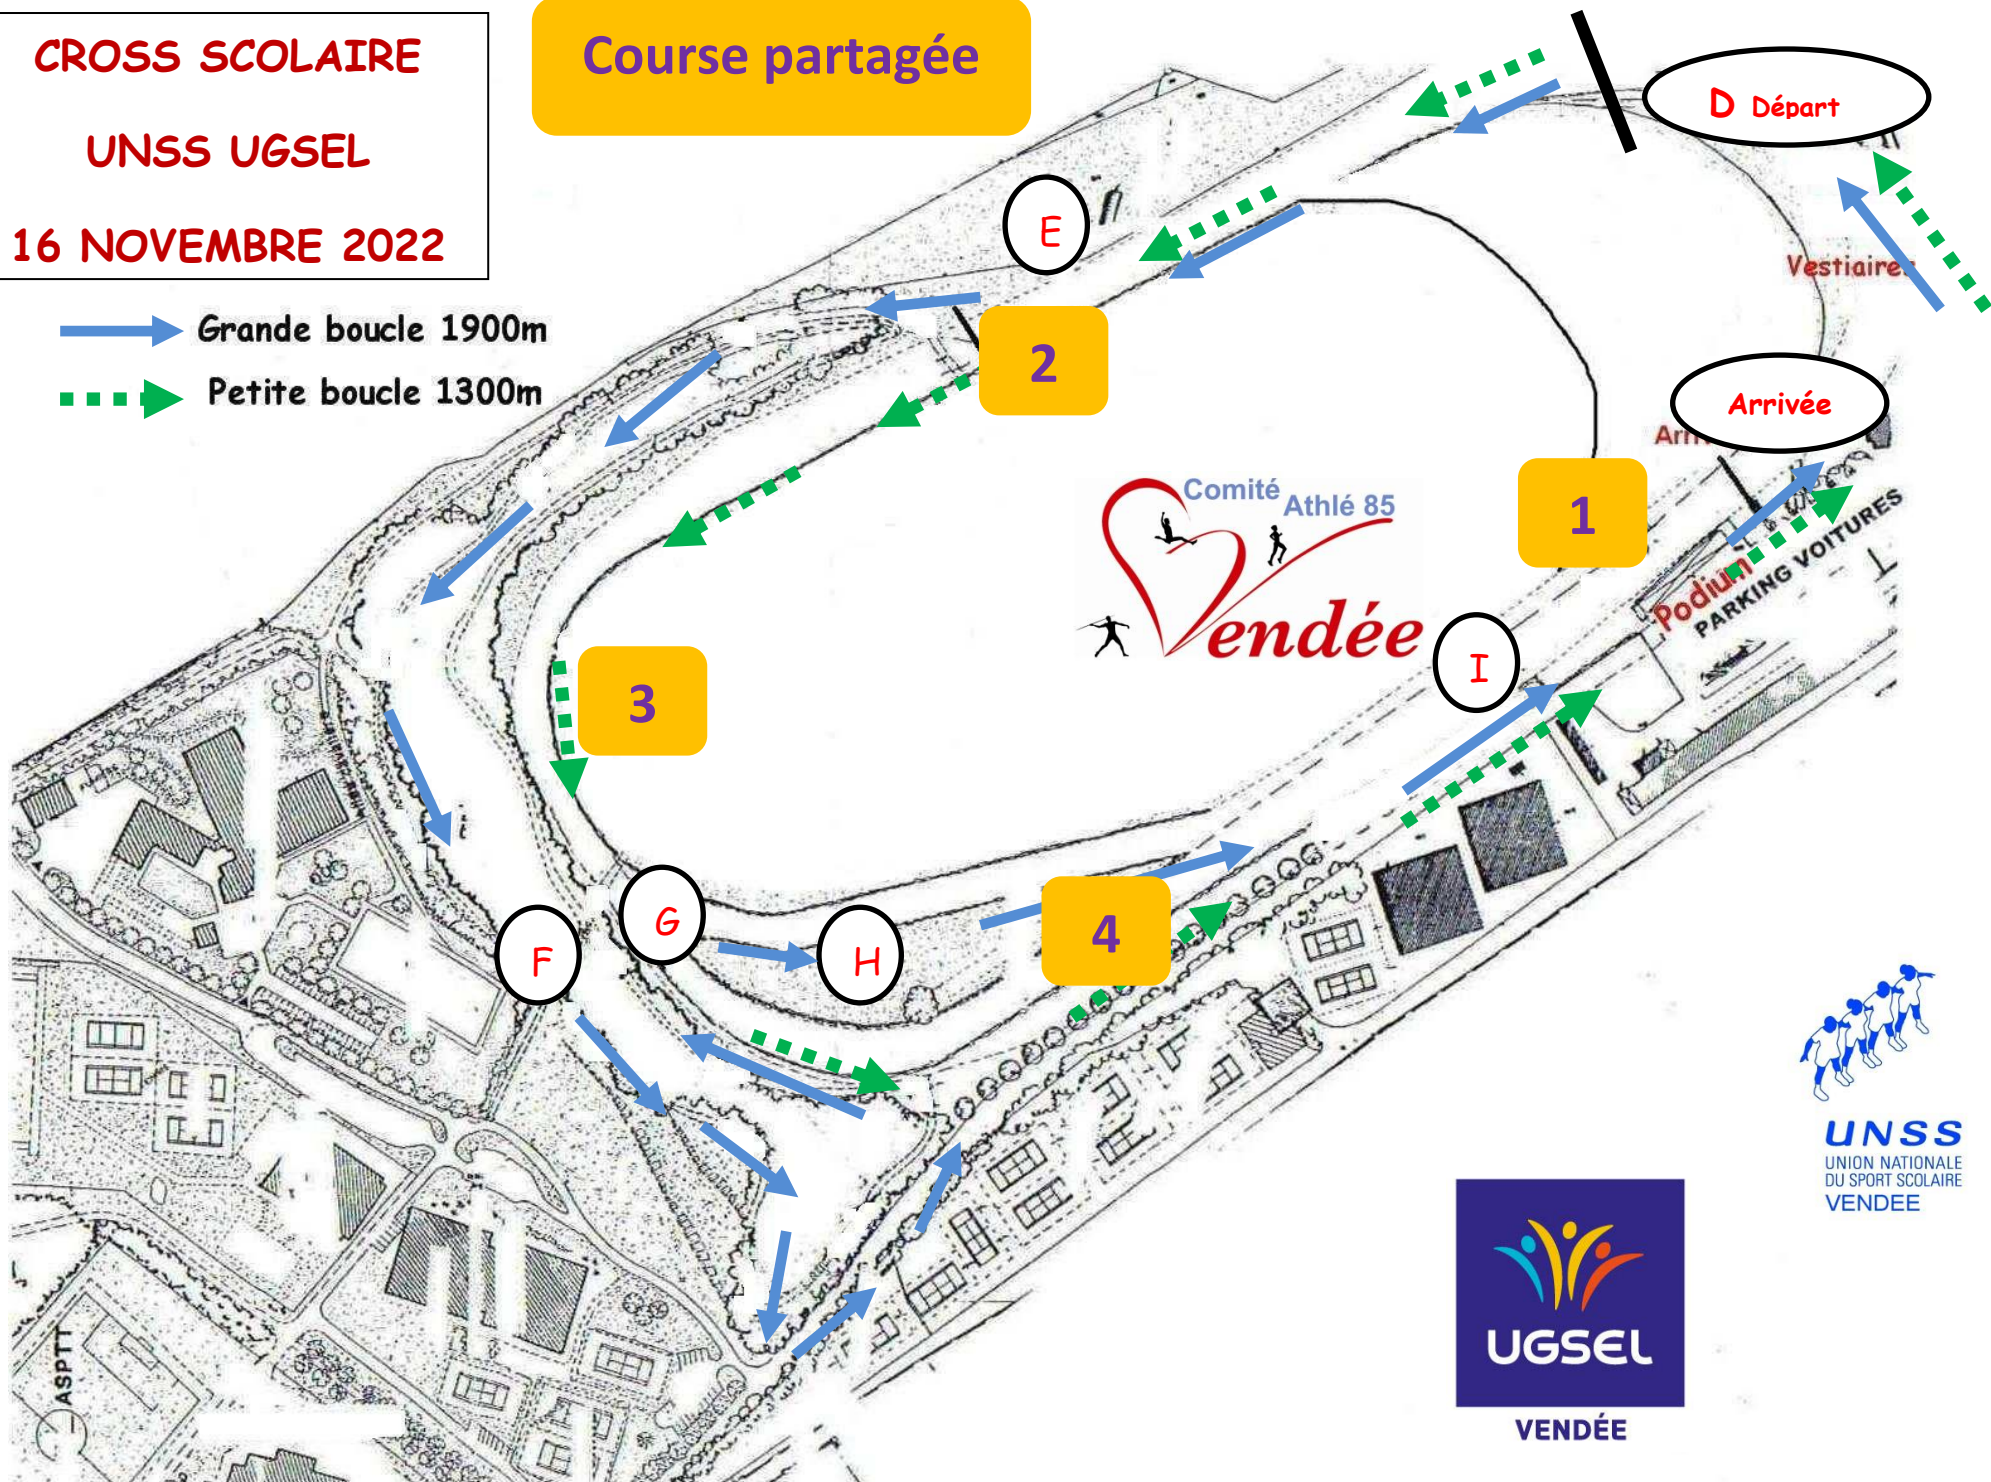 CROSS SCOLAIRE
UNSS UGSEL
16 NOVEMBRE 2022
Course partagée
Grande boucle 1900m
Petite boucle 1300m
D Départ
E
Vestiaires
2
Arrivée
Arri
1
Comité
Athlé 85
Vendée
PARKING VOITURES
Podium
I
3
G
F
H
4
UNSS
UNION NATIONALE
DU SPORT SCOLAIRE
VENDEE
UGSEL
VENDÉE
ASPTT